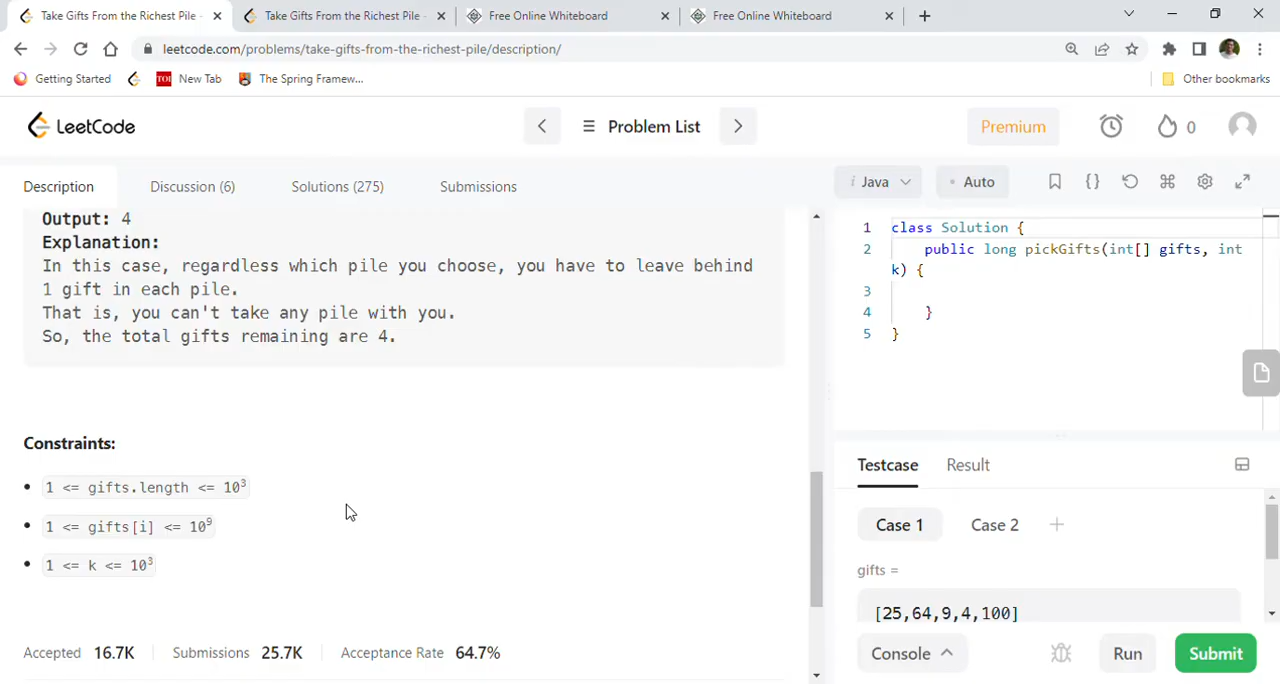 Take Gifts From the Richest Pile -
Take Gifts From the Richest Pile -
Free Online Whiteboard
Free Online Whiteboard
leetcode.com/problems/take-gifts-from-the-richest-pile/description/
Getting Started
TOI New Tab
The Spring Framew...
Other bookmarks
LeetCode
Problem List
Premium
0
Description
Discussion (6)
Solutions (275)
Submissions
i Java
Auto
{}
Output: 4
Explanation:
In this case, regardless which pile you choose, you have to leave behind
1 gift in each pile.
That is, you can't take any pile with you.
So, the total gifts remaining are 4.
Constraints:
1 <= gifts.length <= 10³
1 <= gifts[i] <= 10⁹
1 <= k <= 10³
Accepted 16.7K
Submissions 25.7K
Acceptance Rate 64.7%
1 class Solution {
2 public long pickGifts(int[] gifts, int
k) {
3
4 }
5 }
Testcase
Result
Case 1
Case 2
gifts =
[25,64,9,4,100]
Console
Run
Submit